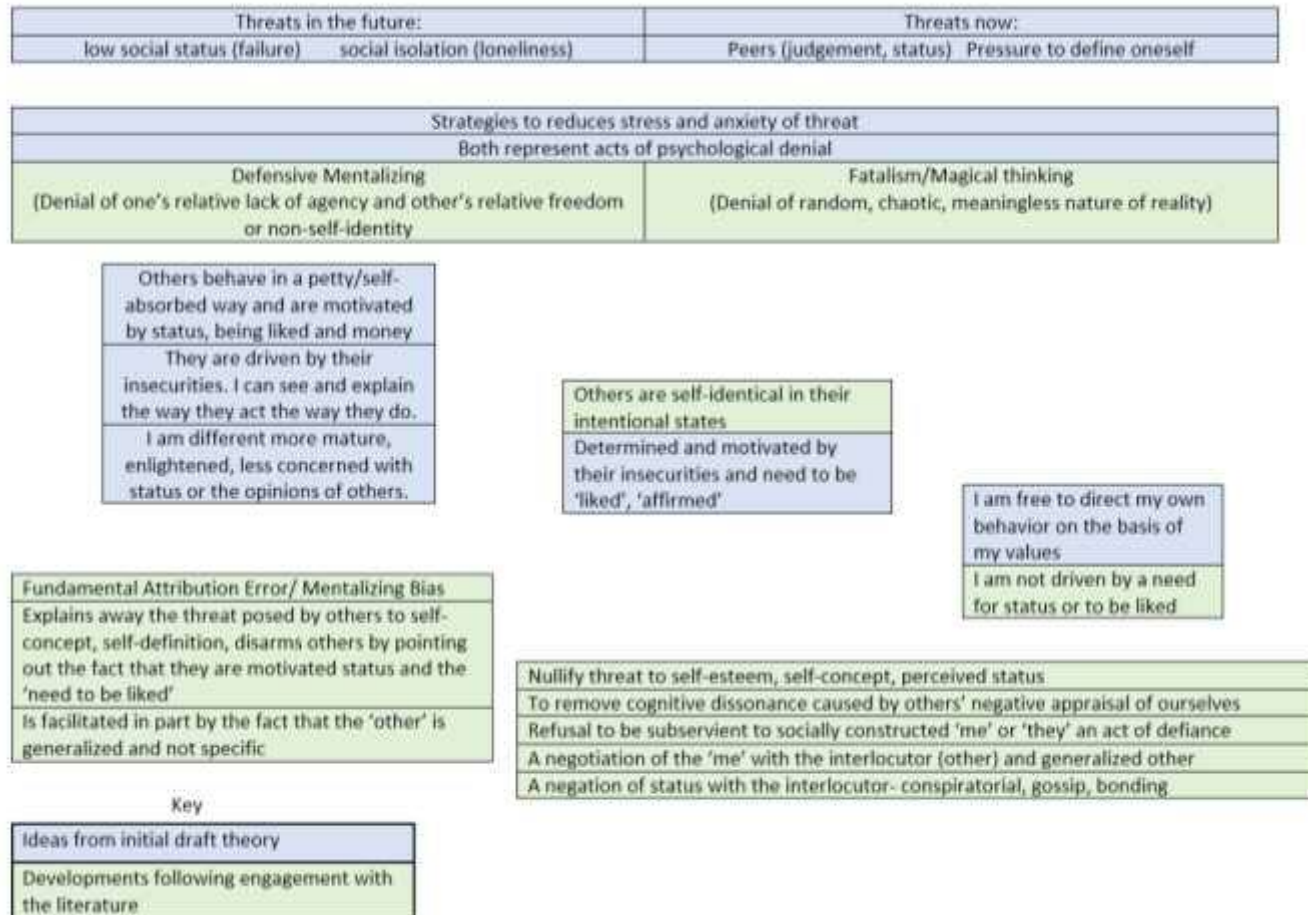 Threats in the future:
low social status (failure) social isolation (loneliness)
Threats now:
Peers (judgement, status) Pressure to define oneself
Strategies to reduces stress and anxiety of threat
Both represent acts of psychological denial
Defensive Mentalizing
(Denial of one's relative lack of agency and other's relative freedom
or non-self-identity
Fatalism/Magical thinking
(Denial of random, chaotic, meaningless nature of reality)
Others behave in a petty/self-
absorbed way and are motivated
by status, being liked and money
They are driven by their
insecurities. I can see and explain
the way they act the way they do.
I am different more mature,
enlightened, less concerned with
status or the opinions of others.
Others are self-identical in their
intentional states
Determined and motivated by
their insecurities and need to be
'liked', 'affirmed'
I am free to direct my own
behavior on the basis of
my values
I am not driven by a need
for status or to be liked
Fundamental Attribution Error/ Mentalizing Bias
Explains away the threat posed by others to self-
concept, self-definition, disarms others by pointing
out the fact that they are motivated status and the
'need to be liked'
Is facilitated in part by the fact that the 'other' is
generalized and not specific
Nullify threat to self-esteem, self-concept, perceived status
To remove cognitive dissonance caused by others' negative appraisal of ourselves
Refusal to be subservient to socially constructed 'me' or 'they' an act of defiance
A negotiation of the 'me' with the interlocutor (other) and generalized other
A negation of status with the interlocutor- conspiratorial, gossip, bonding
Key
Ideas from initial draft theory
Developments following engagement with
the literature